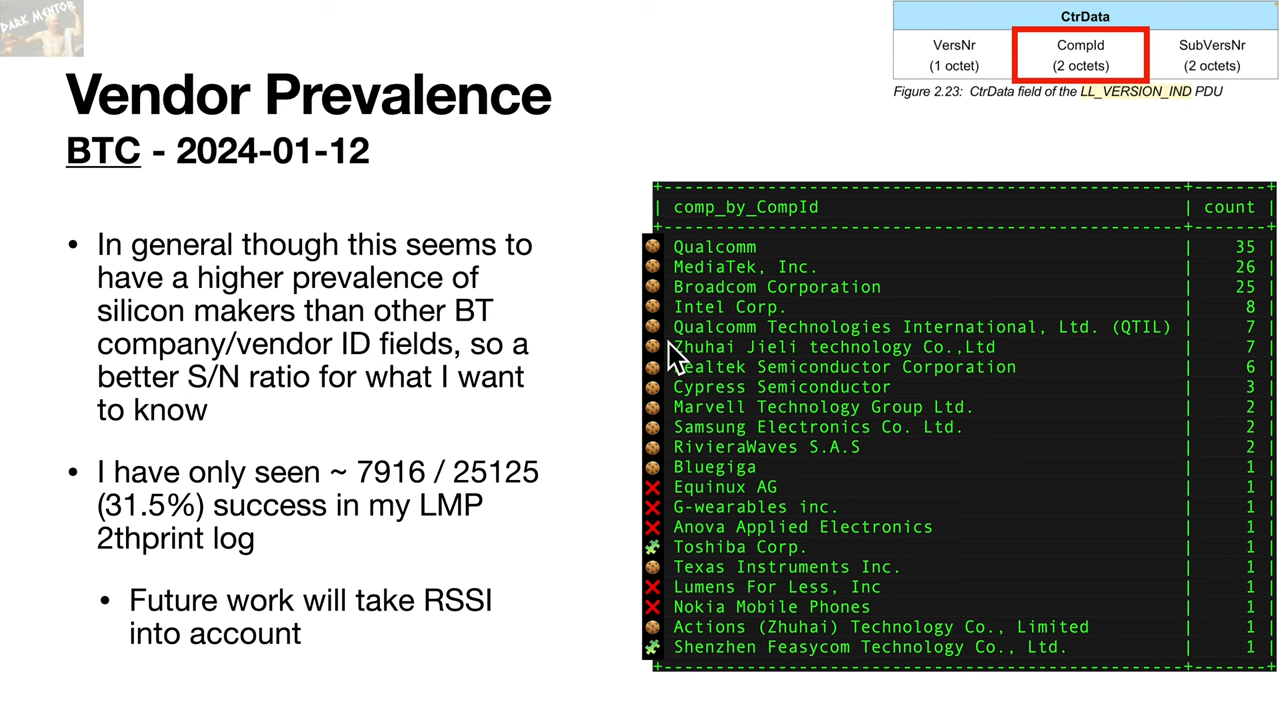 DARK MENTOR
CtrData
VersNr CompId SubVersNr
(1 octet) (2 octets) (2 octets)
Figure 2.23: CtrData field of the LL_VERSION_IND PDU
Vendor Prevalence
BTC - 2024-01-12
• In general though this seems to
have a higher prevalence of
silicon makers than other BT
company/vendor ID fields, so a
better S/N ratio for what I want
to know
• I have only seen ~ 7916 / 25125
(31.5%) success in my LMP
2thprint log
• Future work will take RSSI
into account
| comp_by_CompId | count |
Qualcomm | 35 |
MediaTek, Inc. | 26 |
Broadcom Corporation | 25 |
Intel Corp. | 8 |
Qualcomm Technologies International, Ltd. (QTIL) | 7 |
Zhuhai Jieli technology Co.,Ltd | 7 |
Realtek Semiconductor Corporation | 6 |
Cypress Semiconductor | 3 |
Marvell Technology Group Ltd. | 2 |
Samsung Electronics Co. Ltd. | 2 |
RivieraWaves S.A.S | 2 |
Bluegiga | 1 |
Equinux AG | 1 |
G-wearables inc. | 1 |
Anova Applied Electronics | 1 |
Toshiba Corp. | 1 |
Texas Instruments Inc. | 1 |
Lumens For Less, Inc | 1 |
Nokia Mobile Phones | 1 |
Actions (Zhuhai) Technology Co., Limited | 1 |
Shenzhen Feasycom Technology Co., Ltd. | 1 |